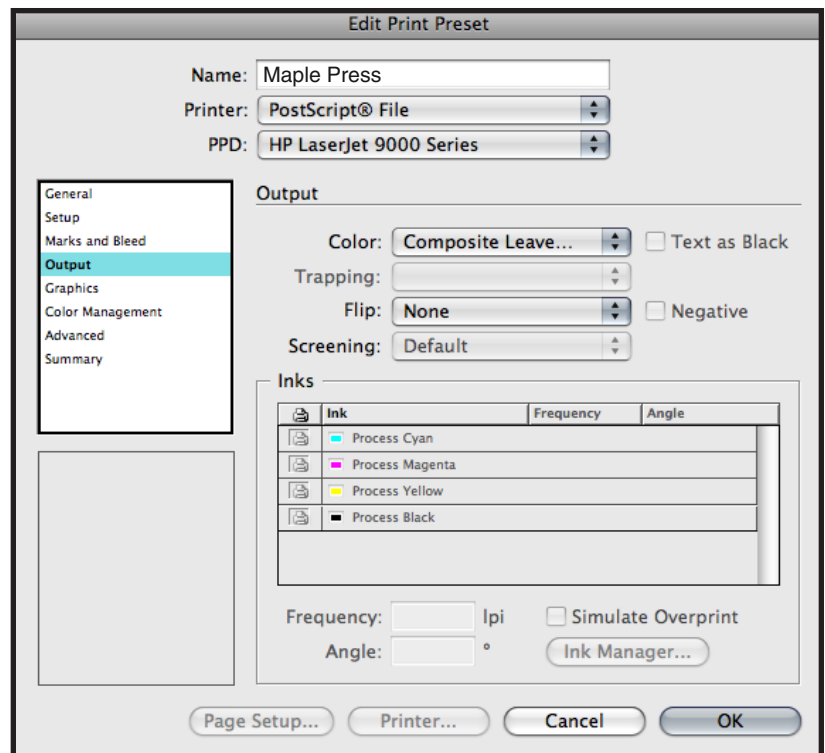 Edit Print Preset
Name: Maple Press
Printer: PostScript® File
PPD: HP LaserJet 9000 Series
General
Setup
Marks and Bleed
Output
Graphics
Color Management
Advanced
Summary
Output
Color: Composite Leave... Text as Black
Trapping:
Flip: None Negative
Screening: Default
Inks
Ink Frequency Angle
Process Cyan
Process Magenta
Process Yellow
Process Black
Frequency: lpi Simulate Overprint
Angle: ° Ink Manager...
Page Setup... Printer... Cancel OK